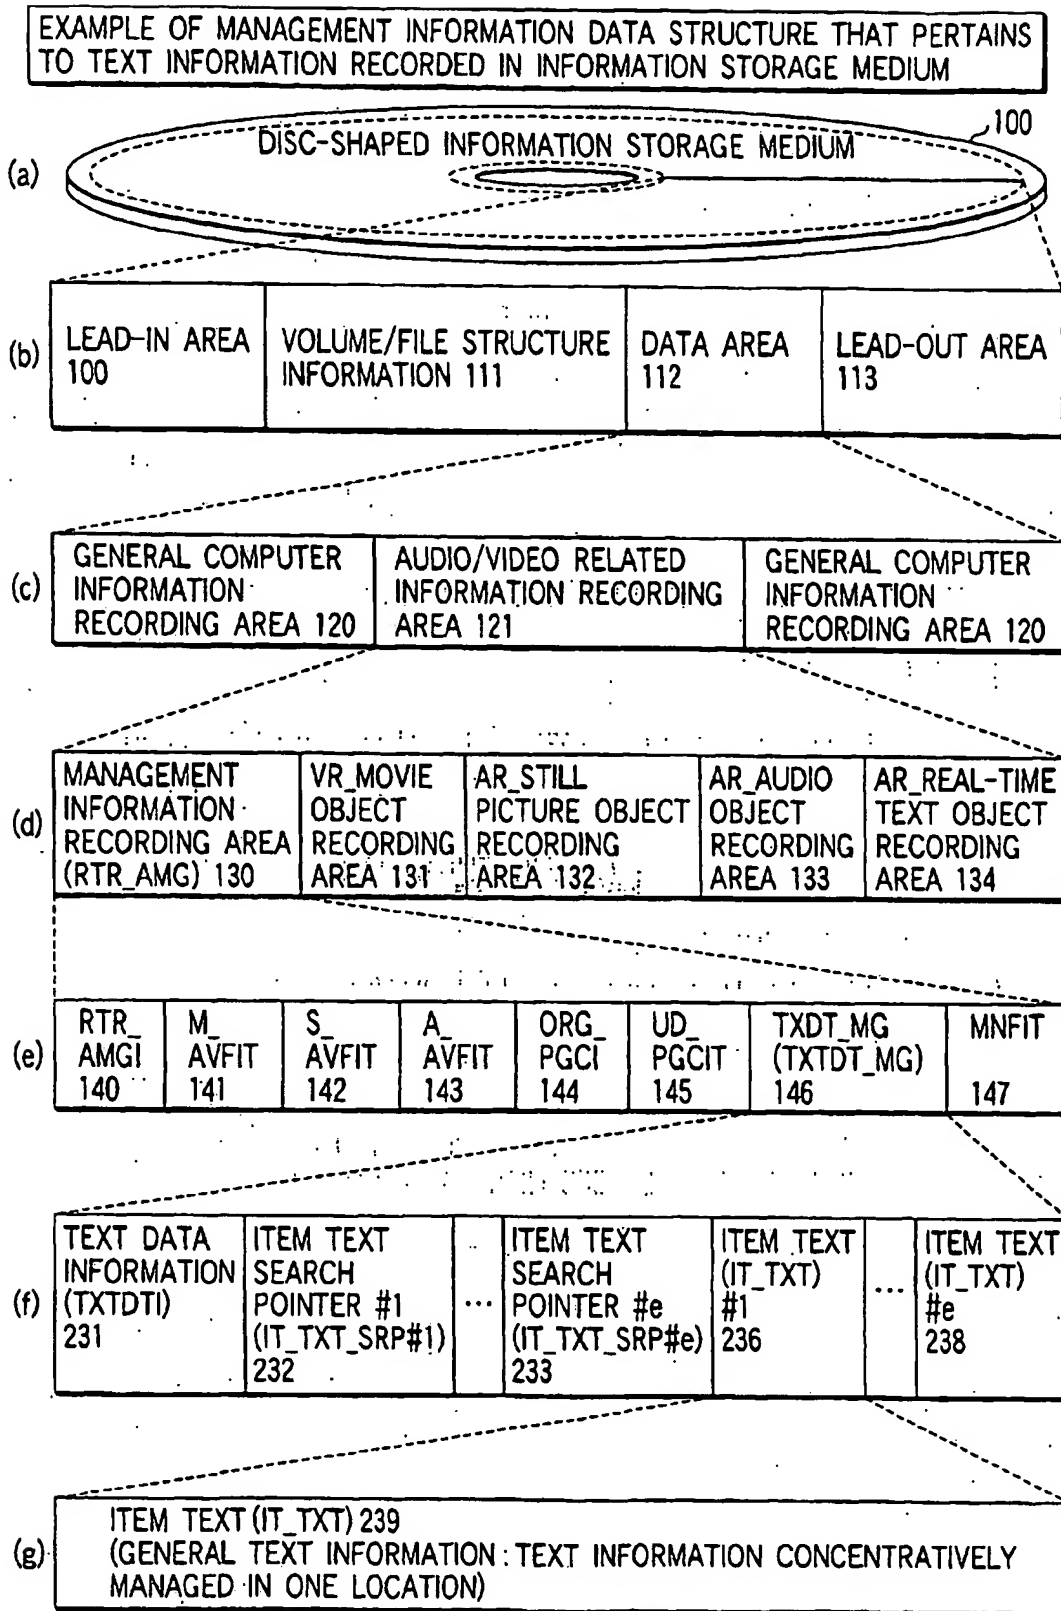 EXAMPLE OF MANAGEMENT INFORMATION DATA STRUCTURE THAT PERTAINS
TO TEXT INFORMATION RECORDED IN INFORMATION STORAGE MEDIUM
100
DISC-SHAPED INFORMATION STORAGE MEDIUM
(a)
(b)
LEAD-IN AREA
100
VOLUME/FILE STRUCTURE
INFORMATION 111
DATA AREA
112
LEAD-OUT AREA
113
(c)
GENERAL COMPUTER
INFORMATION
RECORDING AREA 120
AUDIO/VIDEO RELATED
INFORMATION RECORDING
AREA 121
GENERAL COMPUTER
INFORMATION
RECORDING AREA 120
(d)
MANAGEMENT
INFORMATION
RECORDING AREA
(RTR_AMG) 130
VR_MOVIE
OBJECT
RECORDING
AREA 131
AR_STILL
PICTURE OBJECT
RECORDING
AREA 132
AR_AUDIO
OBJECT
RECORDING
AREA 133
AR_REAL-TIME
TEXT OBJECT
RECORDING
AREA 134
(e)
RTR_
AMGI
140
M_
AVFIT
141
S_
AVFIT
142
A_
AVFIT
143
ORG_
PGCI
144
UD_
PGCIT
145
TXDT_MG
(TXTDT_MG)
146
MNFIT
147
(f)
TEXT DATA
INFORMATION
(TXTDTI)
231
ITEM TEXT
SEARCH
POINTER #1
(IT_TXT_SRP#1)
232
...
ITEM TEXT
SEARCH
POINTER #e
(IT_TXT_SRP#e)
233
ITEM TEXT
(IT_TXT)
#1
236
...
ITEM TEXT
(IT_TXT)
#e
238
(g)
ITEM TEXT (IT_TXT) 239
(GENERAL TEXT INFORMATION : TEXT INFORMATION CONCENTRATIVELY
MANAGED IN ONE LOCATION)